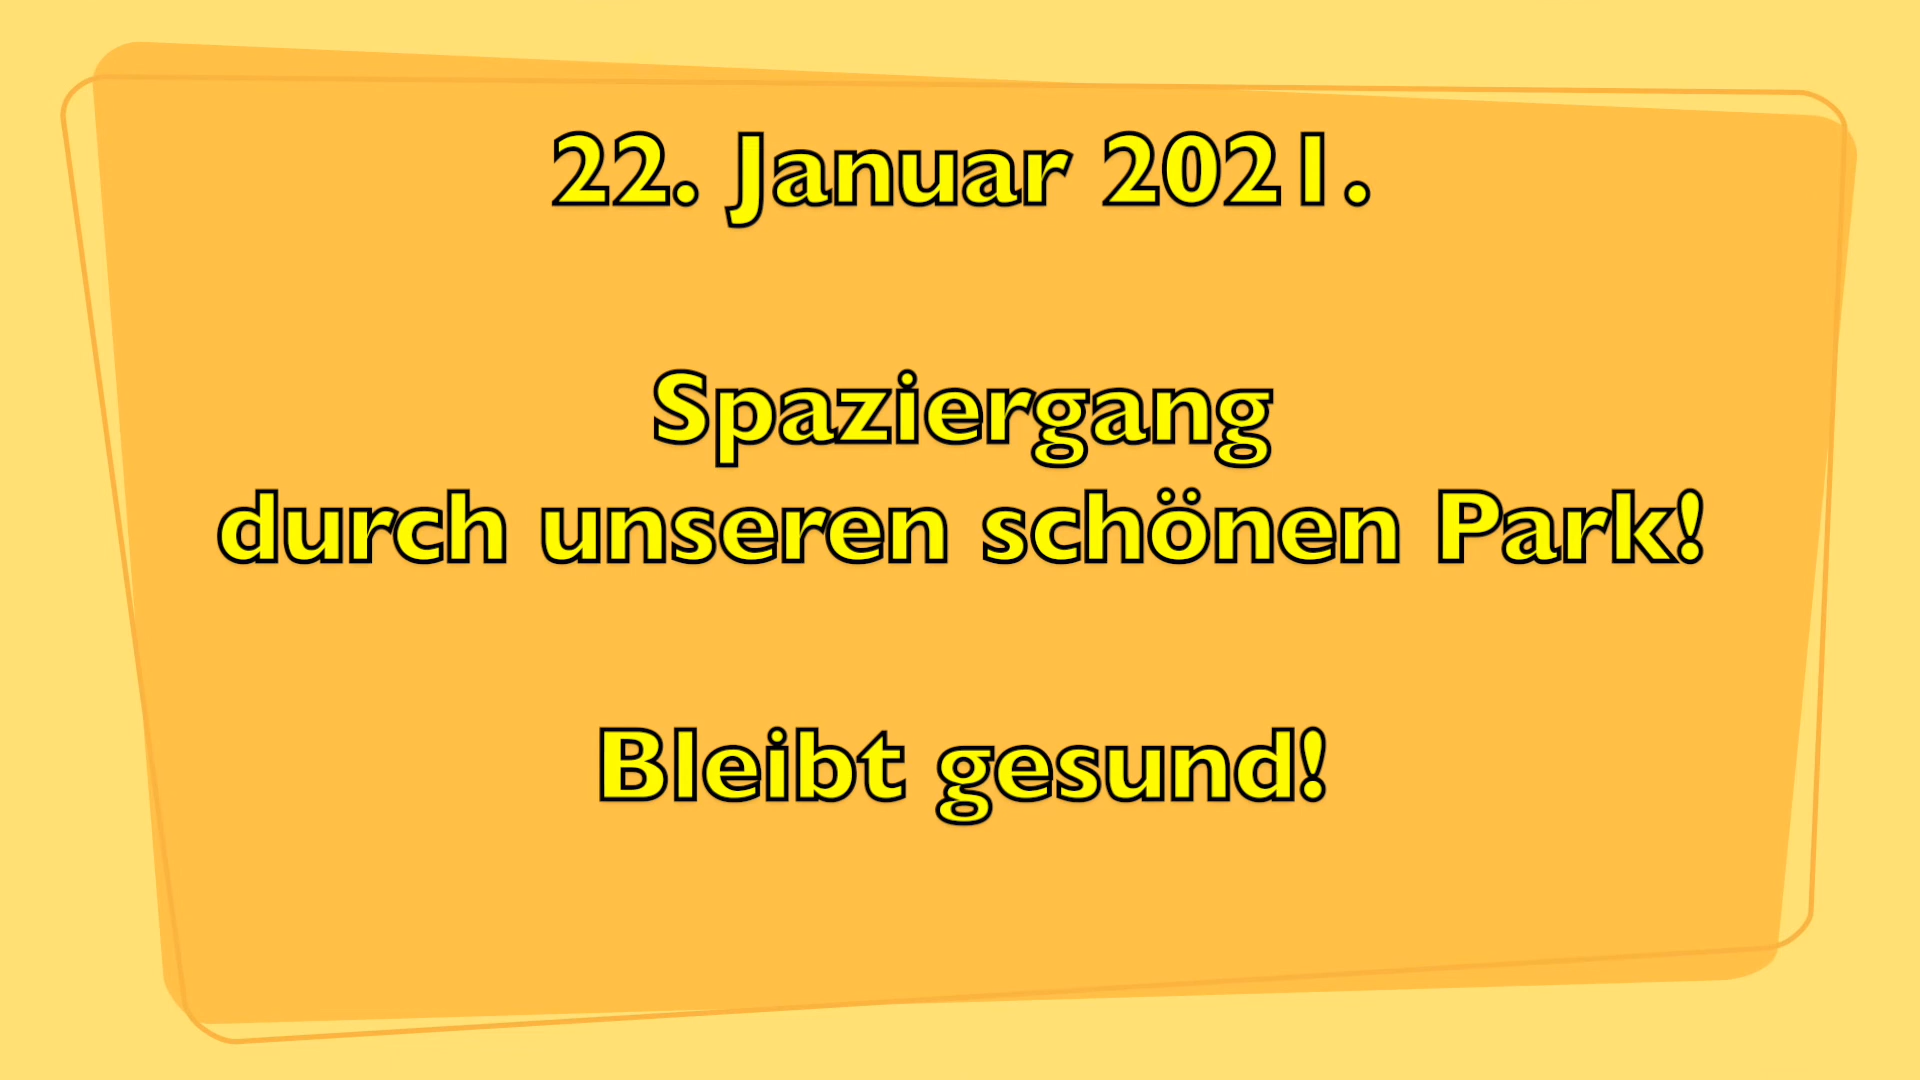 22. Januar 2021.
Spaziergang
durch unseren schönen Park!
Bleibt gesund!